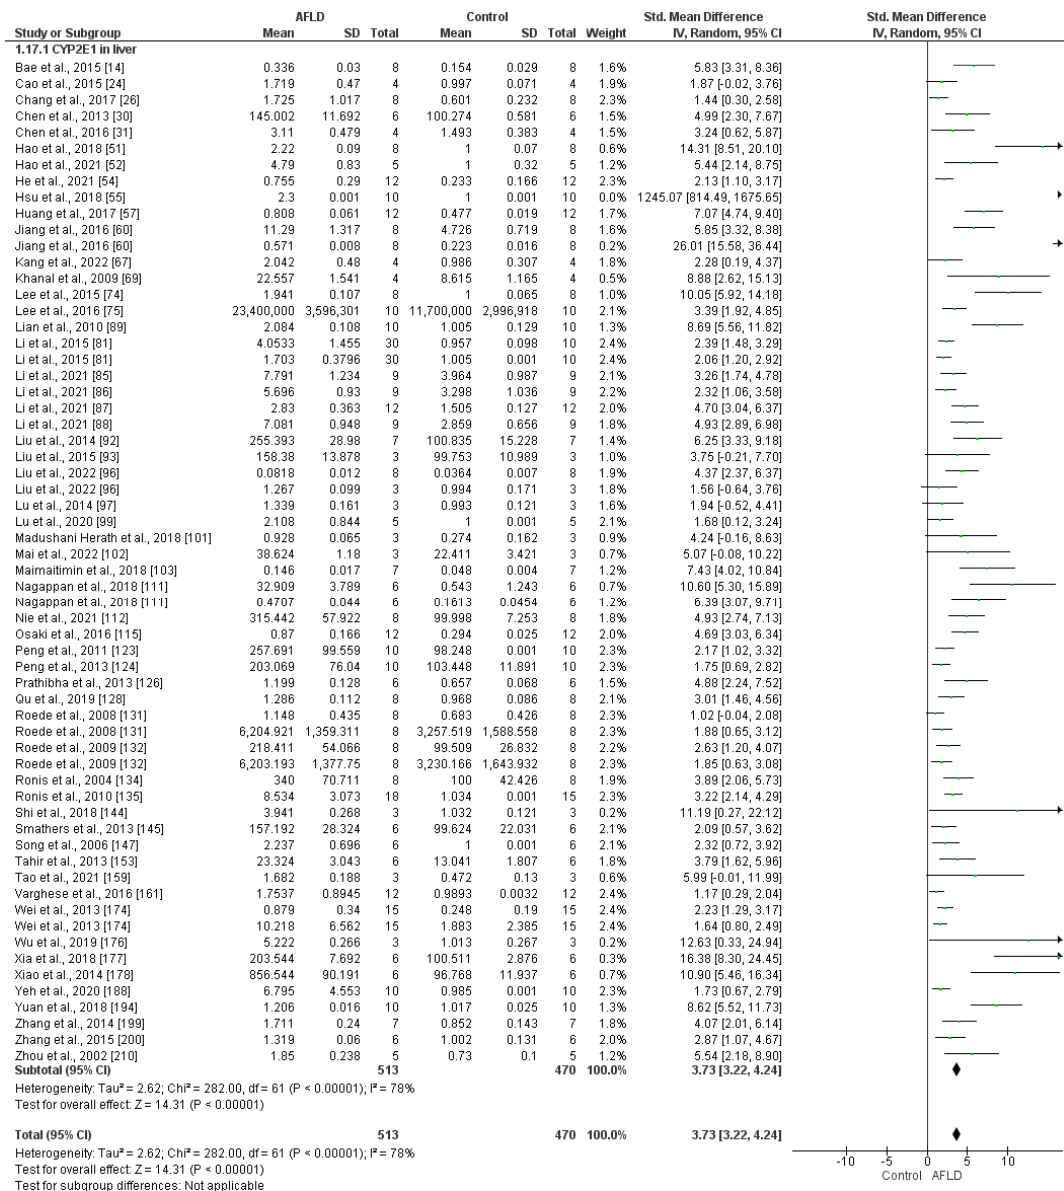 AFLD Control Std. Mean Difference Std. Mean Difference
Study or Subgroup Mean SD Total Mean SD Total Weight IV, Random, 95% CI IV, Random, 95% CI
1.17.1 CYP2E1 in liver
Bae et al., 2015 [14] 0.336 0.03 8 0.154 0.029 8 1.6% 5.83 [3.31, 8.36]
Cao et al., 2015 [24] 1.719 0.47 4 0.997 0.071 4 1.9% 1.87 [-0.02, 3.76]
Chang et al., 2017 [26] 1.725 1.017 8 0.601 0.232 8 2.3% 1.44 [0.30, 2.58]
Chen et al., 2013 [30] 145.002 11.692 6 100.274 0.581 6 1.5% 4.99 [2.30, 7.67]
Chen et al., 2016 [31] 3.11 0.479 4 1.493 0.383 4 1.5% 3.24 [0.62, 5.87]
Hao et al., 2018 [51] 2.22 0.09 8 1 0.07 8 0.6% 14.31 [8.51, 20.10]
Hao et al., 2021 [52] 4.79 0.83 5 1 0.32 5 1.2% 5.44 [2.14, 8.75]
He et al., 2021 [54] 0.755 0.29 12 0.233 0.166 12 2.3% 2.13 [1.10, 3.17]
Hsu et al., 2018 [55] 2.3 0.001 10 1 0.001 10 0.0% 1245.07 [814.49, 1675.65]
Huang et al., 2017 [57] 0.808 0.061 12 0.477 0.019 12 1.7% 7.07 [4.74, 9.40]
Jiang et al., 2016 [60] 11.29 1.317 8 4.726 0.719 8 1.6% 5.85 [3.32, 8.38]
Jiang et al., 2016 [60] 0.571 0.008 8 0.223 0.016 8 0.2% 26.01 [15.58, 36.44]
Kang et al., 2022 [67] 2.042 0.48 4 0.986 0.307 4 1.7% 2.28 [0.19, 4.37]
Khanal et al., 2009 [69] 22.557 1.541 4 8.615 1.165 4 0.5% 8.88 [2.62, 15.13]
Lee et al., 2015 [74] 1.941 0.107 8 1 0.065 8 0.9% 10.05 [5.92, 14.18]
Lee et al., 2016 [75] 23,400,000 3,596,301 10 11,700,000 2,996,918 10 2.1% 3.39 [1.92, 4.85]
Lian et al., 2010 [89] 2.084 0.108 10 1.005 0.129 10 1.3% 8.69 [5.56, 11.82]
Li et al., 2015 [81] 4.0533 1.455 30 0.957 0.098 10 2.4% 2.39 [1.48, 3.29]
Li et al., 2015 [81] 1.703 0.3796 30 1.005 0.001 10 2.4% 2.06 [1.20, 2.92]
Li et al., 2021 [85] 7.791 1.234 9 3.964 0.987 9 2.1% 3.26 [1.74, 4.78]
Li et al., 2021 [86] 5.696 0.93 9 3.298 1.036 9 2.2% 2.32 [1.06, 3.58]
Li et al., 2021 [87] 2.83 0.363 12 1.505 0.127 12 2.0% 4.70 [3.04, 6.37]
Li et al., 2021 [88] 7.081 0.948 9 2.859 0.656 9 1.8% 4.93 [2.89, 6.98]
Liu et al., 2014 [92] 255.393 28.98 7 100.835 15.228 7 1.4% 6.25 [3.33, 9.18]
Liu et al., 2015 [93] 158.38 13.878 3 99.753 10.989 3 1.0% 3.75 [-0.21, 7.70]
Liu et al., 2022 [96] 0.0818 0.012 8 0.0364 0.007 8 1.8% 4.37 [2.37, 6.37]
Liu et al., 2022 [96] 1.267 0.099 3 0.994 0.171 3 1.7% 1.56 [-0.64, 3.76]
Lu et al., 2014 [97] 1.339 0.161 3 0.993 0.121 3 1.6% 1.94 [-0.52, 4.41]
Lu et al., 2020 [99] 2.108 0.844 5 1 0.001 5 2.1% 1.68 [0.12, 3.24]
Madushani Herath et al., 2018 [101] 0.928 0.065 3 0.274 0.162 3 0.9% 4.24 [-0.16, 8.63]
Mai et al., 2022 [102] 38.624 1.18 3 22.411 3.421 3 0.7% 5.07 [-0.08, 10.22]
Maimaitimin et al., 2018 [103] 0.146 0.017 7 0.048 0.004 7 1.2% 7.43 [4.02, 10.84]
Nagappan et al., 2018 [111] 32.909 3.789 6 0.543 1.243 6 0.7% 10.60 [5.30, 15.89]
Nagappan et al., 2018 [111] 0.4707 0.044 6 0.1613 0.0454 6 1.2% 6.39 [3.07, 9.71]
Nie et al., 2021 [112] 315.442 57.922 8 99.998 7.253 8 1.7% 4.93 [2.74, 7.13]
Osaki et al., 2016 [115] 0.87 0.166 12 0.294 0.025 12 2.0% 4.69 [3.03, 6.34]
Peng et al., 2011 [123] 257.691 99.559 10 98.248 0.001 10 2.3% 2.17 [1.02, 3.32]
Peng et al., 2013 [124] 203.069 76.04 10 103.448 11.891 10 2.3% 1.75 [0.69, 2.82]
Prathibha et al., 2013 [126] 1.199 0.128 6 0.657 0.068 6 1.5% 4.88 [2.24, 7.52]
Qu et al., 2019 [128] 1.286 0.112 8 0.968 0.086 8 2.1% 3.01 [1.46, 4.56]
Roede et al., 2008 [131] 1.148 0.435 8 0.683 0.426 8 2.3% 1.02 [-0.04, 2.08]
Roede et al., 2008 [131] 6,204.921 1,359.311 8 3,257.519 1,588.558 8 2.2% 1.88 [0.65, 3.12]
Roede et al., 2009 [132] 218.411 54.066 8 99.509 26.832 8 2.2% 2.63 [1.20, 4.07]
Roede et al., 2009 [132] 6,203.193 1,377.75 8 3,230.166 1,643.932 8 2.2% 1.85 [0.63, 3.08]
Ronis et al., 2004 [134] 340 70.711 8 100 42.426 8 1.9% 3.89 [2.06, 5.73]
Ronis et al., 2010 [135] 8.534 3.073 18 1.034 0.001 15 2.3% 3.22 [2.14, 4.29]
Shi et al., 2018 [144] 3.941 0.268 3 1.032 0.121 3 0.2% 11.19 [0.27, 22.12]
Smathers et al., 2013 [145] 157.192 28.324 6 99.624 22.031 6 2.1% 2.09 [0.57, 3.62]
Song et al., 2006 [147] 2.237 0.696 6 1 0.001 6 2.0% 2.32 [0.72, 3.92]
Tahir et al., 2013 [153] 23.324 3.043 6 13.041 1.807 6 1.7% 3.79 [1.62, 5.96]
Tao et al., 2021 [159] 1.682 0.188 3 0.472 0.13 3 0.6% 5.99 [-0.01, 11.99]
Varghese et al., 2016 [161] 1.7537 0.8945 12 0.9893 0.0032 12 2.4% 1.17 [0.29, 2.04]
Wei et al., 2013 [174] 0.879 0.34 15 0.248 0.19 15 2.4% 2.23 [1.29, 3.17]
Wei et al., 2013 [174] 10.218 6.562 15 1.883 2.385 15 2.4% 1.64 [0.80, 2.49]
Wu et al., 2019 [176] 5.222 0.266 3 1.013 0.267 3 0.2% 12.63 [0.33, 24.94]
Xia et al., 2018 [177] 203.544 7.692 6 100.511 2.876 6 0.3% 16.38 [8.30, 24.45]
Xiao et al., 2014 [178] 856.544 90.191 6 96.768 11.937 6 0.6% 10.90 [5.46, 16.34]
Yeh et al., 2020 [188] 6.795 4.553 10 0.985 0.001 10 2.3% 1.73 [0.67, 2.79]
Yuan et al., 2018 [194] 1.206 0.016 10 1.017 0.025 10 1.3% 8.62 [5.52, 11.73]
Zhang et al., 2014 [199] 1.711 0.24 7 0.852 0.143 7 1.8% 4.07 [2.01, 6.14]
Zhang et al., 2015 [200] 1.319 0.06 6 1.002 0.131 6 1.9% 2.87 [1.07, 4.67]
Zhou et al., 2002 [210] 1.85 0.238 5 0.73 0.1 5 1.2% 5.54 [2.18, 8.90]
Subtotal (95% CI) 513 470 100.0% 3.73 [3.22, 4.24]
Heterogeneity: Tau² = 2.62; Chi² = 282.00, df = 61 (P < 0.00001); I² = 78%
Test for overall effect: Z = 14.31 (P < 0.00001)
Total (95% CI) 513 470 100.0% 3.73 [3.22, 4.24]
Heterogeneity: Tau² = 2.62; Chi² = 282.00, df = 61 (P < 0.00001); I² = 78%
Test for overall effect: Z = 14.31 (P < 0.00001)
Test for subgroup differences: Not applicable
-10 -5 0 5 10
Control AFLD